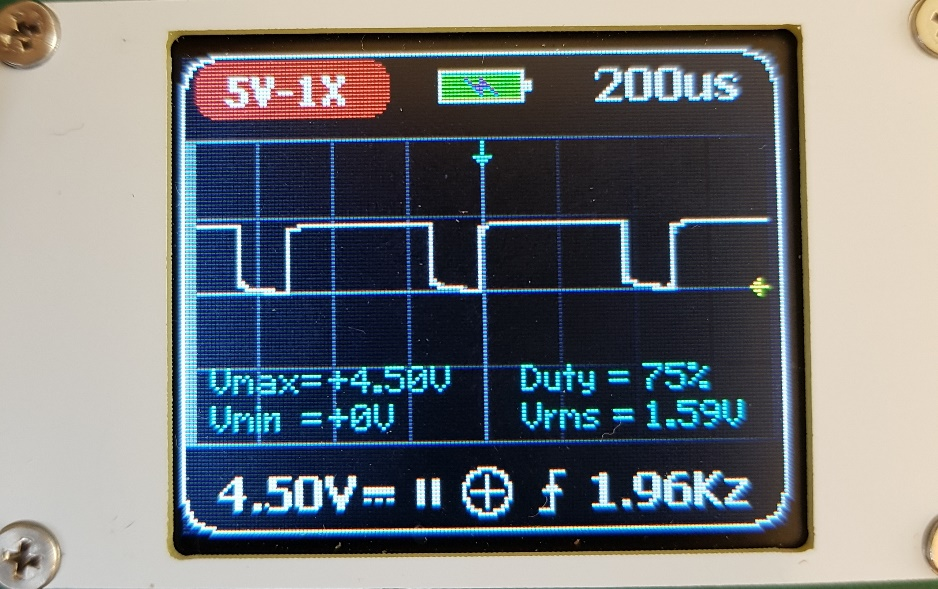 5V-1X 200us
Vmax=+4.50V Duty = 75%
Vmin =+0V Vrms = 1.59V
4.50V 1.96Kz